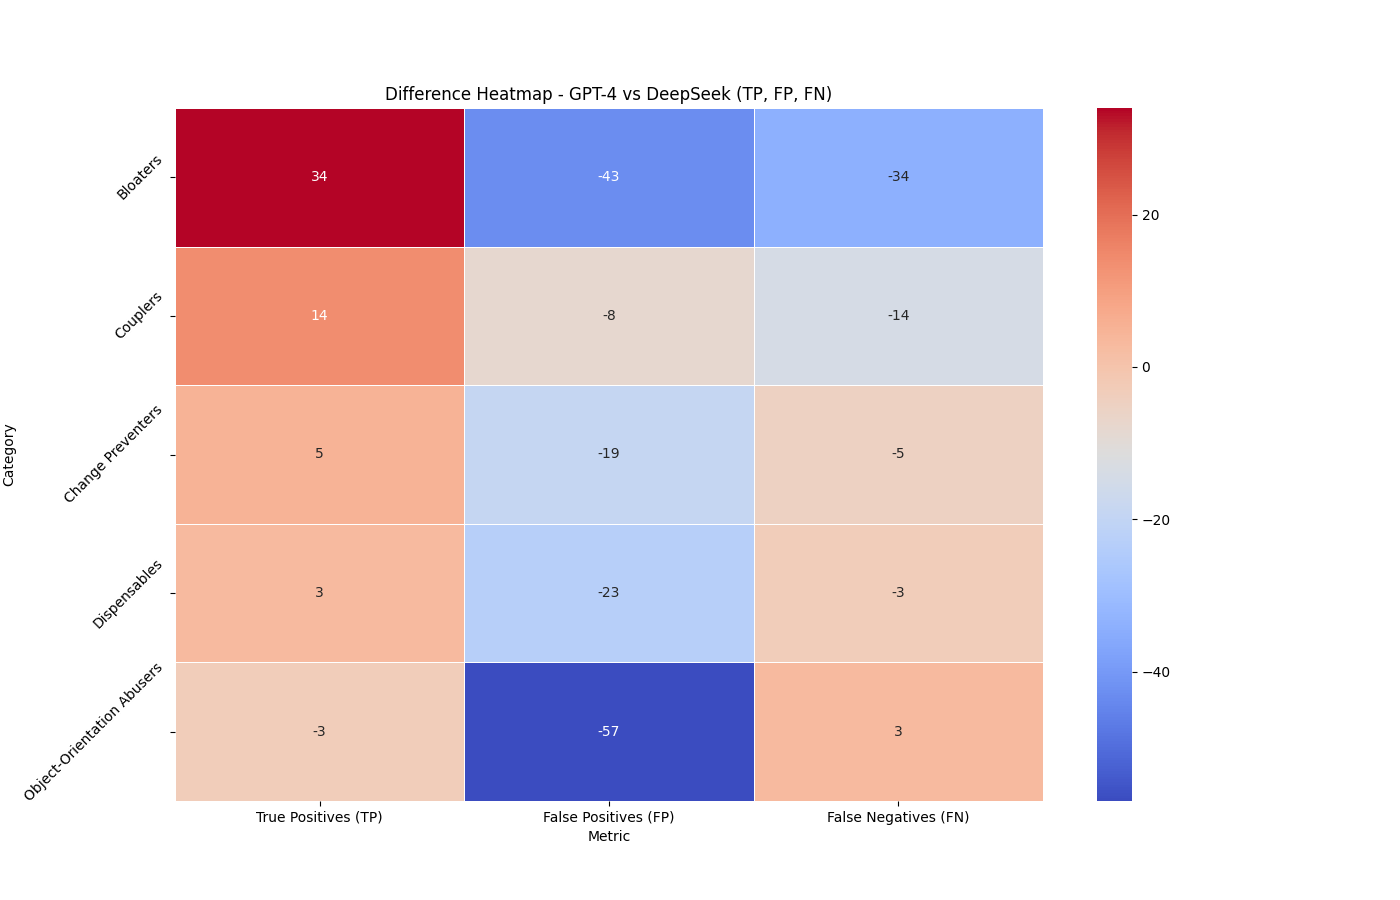 Difference Heatmap - GPT-4 vs DeepSeek (TP, FP, FN)
Category
Bloaters
34
-43
-34
Couplers
14
-8
-14
Change Preventers
5
-19
-5
Dispensables
3
-23
-3
Object-Orientation Abusers
-3
-57
3
True Positives (TP)
False Positives (FP)
False Negatives (FN)
Metric
20
0
−20
−40